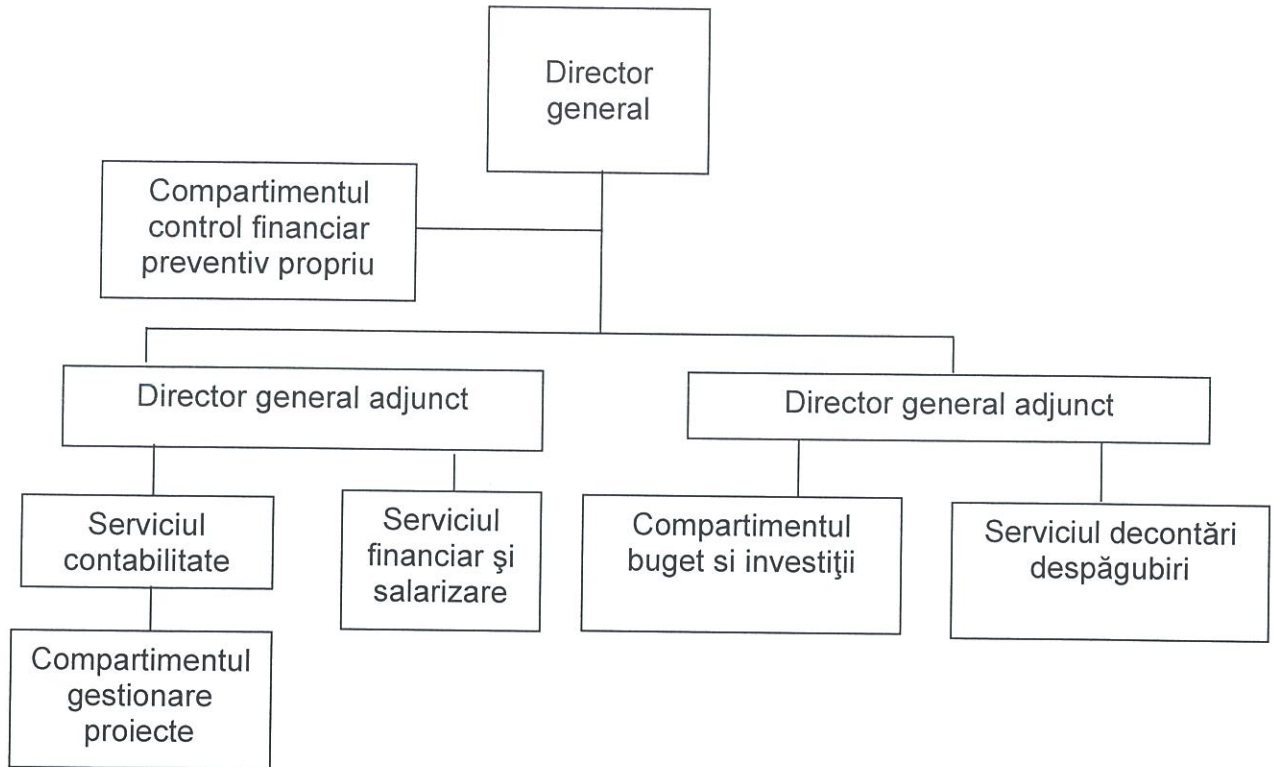 Director
general
Compartimentul
control financiar
preventiv propriu
Director general adjunct
Director general adjunct
Serviciul
contabilitate
Serviciul
financiar şi
salarizare
Compartimentul
buget si investiţii
Serviciul decontări
despăgubiri
Compartimentul
gestionare
proiecte